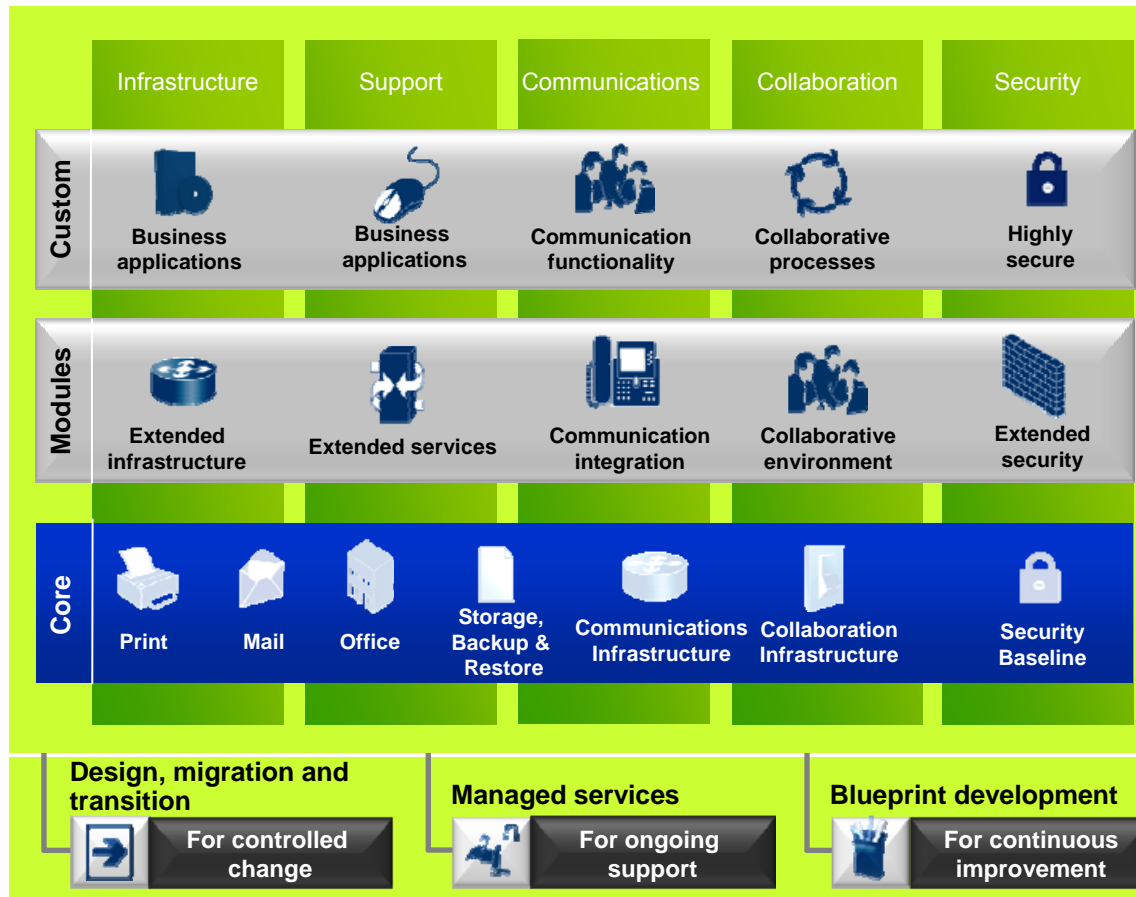 Infrastructure
Support
Communications
Collaboration
Security
Custom
Business
applications
Business
applications
Communication
functionality
Collaborative
processes
Highly
secure
Modules
Extended
infrastructure
Extended services
Communication
integration
Collaborative
environment
Extended
security
Core
Print
Mail
Office
Storage,
Backup &
Restore
Communications
Infrastructure
Collaboration
Infrastructure
Security
Baseline
Design, migration and
transition
For controlled
change
Managed services
For ongoing
support
Blueprint development
For continuous
improvement